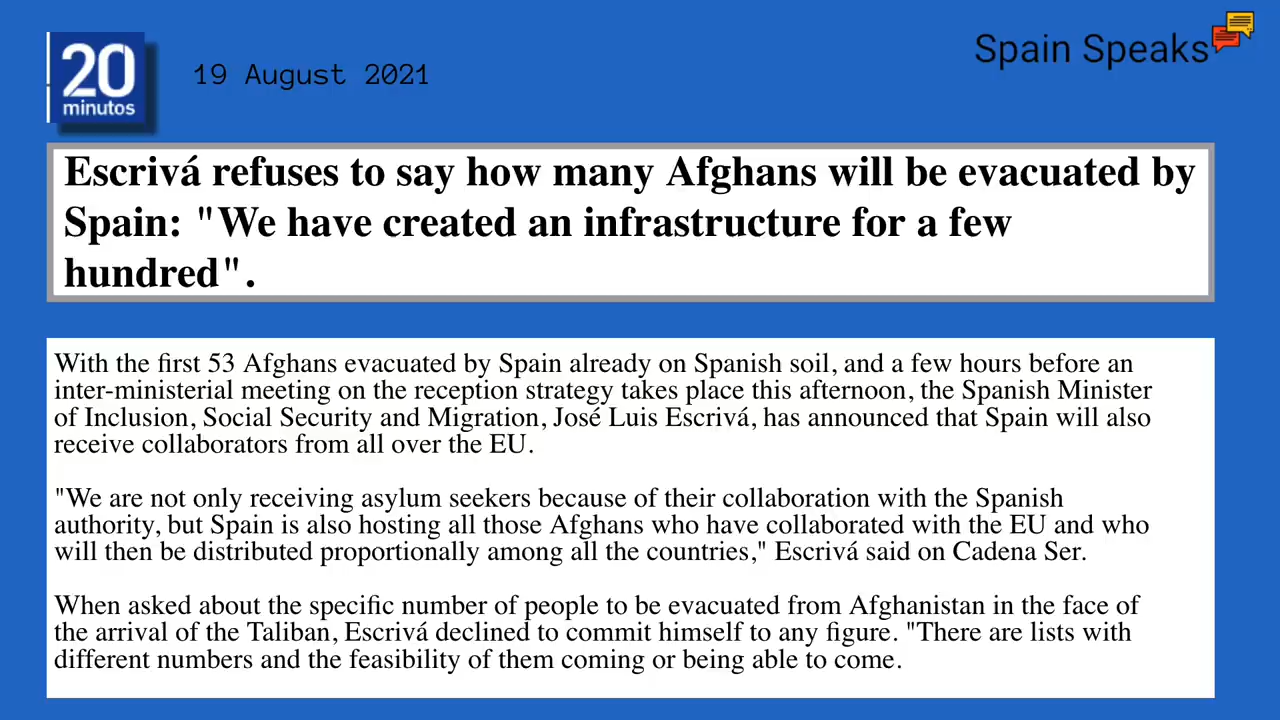 20
minutos
19 August 2021
Spain Speaks
Escrivá refuses to say how many Afghans will be evacuated by
Spain: "We have created an infrastructure for a few
hundred".
With the first 53 Afghans evacuated by Spain already on Spanish soil, and a few hours before an
inter-ministerial meeting on the reception strategy takes place this afternoon, the Spanish Minister
of Inclusion, Social Security and Migration, José Luis Escrivá, has announced that Spain will also
receive collaborators from all over the EU.
"We are not only receiving asylum seekers because of their collaboration with the Spanish
authority, but Spain is also hosting all those Afghans who have collaborated with the EU and who
will then be distributed proportionally among all the countries," Escrivá said on Cadena Ser.
When asked about the specific number of people to be evacuated from Afghanistan in the face of
the arrival of the Taliban, Escrivá declined to commit himself to any figure. "There are lists with
different numbers and the feasibility of them coming or being able to come.